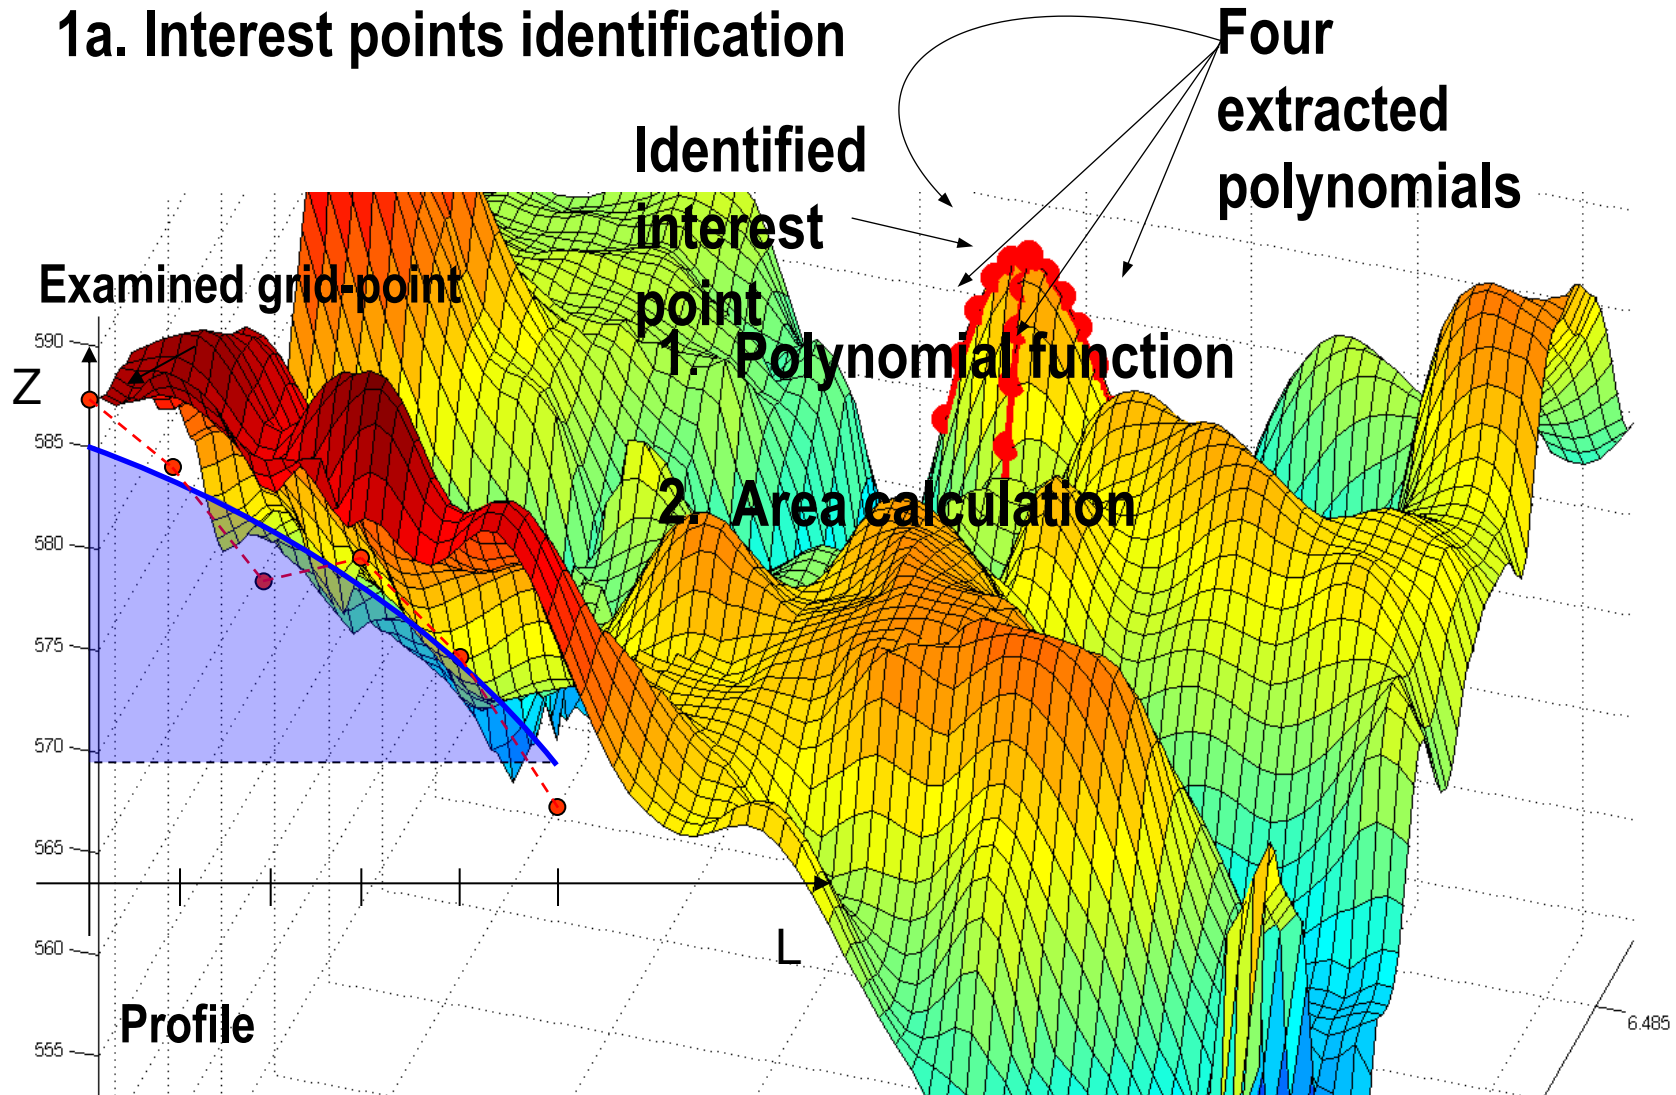 1a. Interest points identification
Four
extracted
polynomials
Identified
interest
point
Examined grid-point
1. Polynomial function
2. Area calculation
Z
590
585
580
575
570
565
560
555
L
Profile
6.485